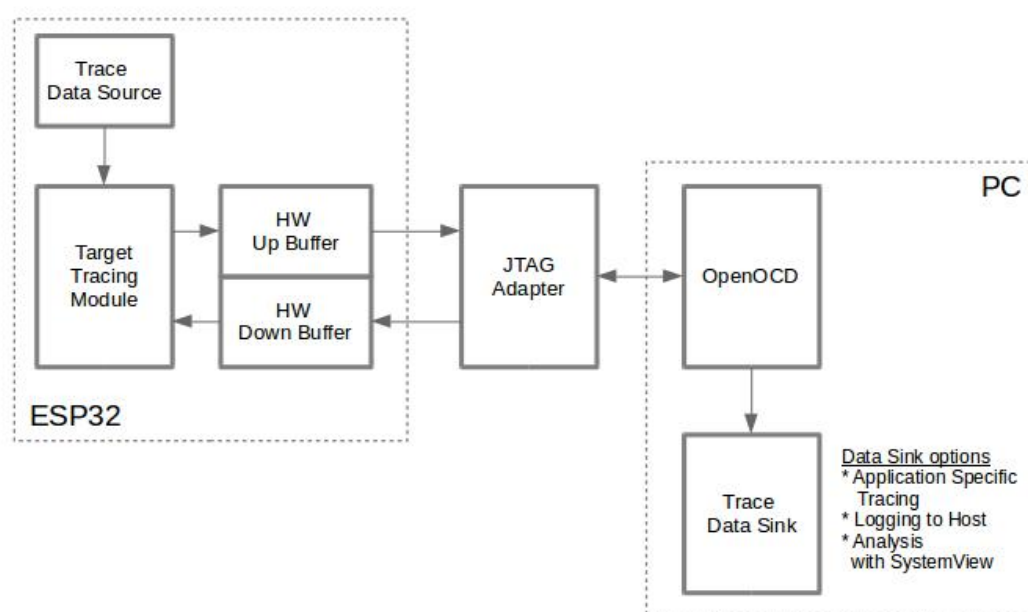 Trace
Data Source
Target
Tracing
Module
HW
Up Buffer
HW
Down Buffer
ESP32
JTAG
Adapter
PC
OpenOCD
Trace
Data Sink
Data Sink options
* Application Specific
Tracing
* Logging to Host
* Analysis
with SystemView